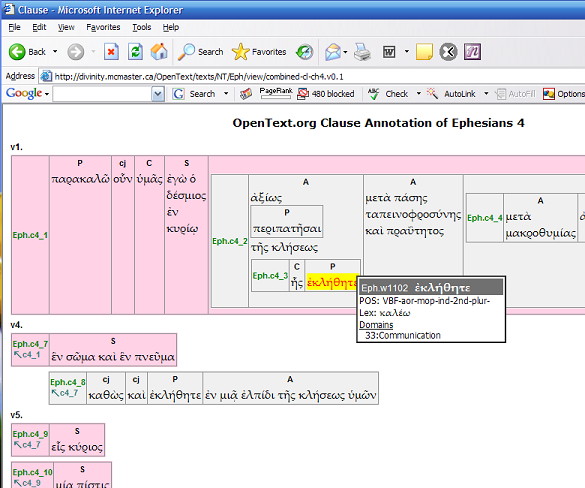 Clause - Microsoft Internet Explorer
File Edit View Favorites Tools Help
Back Search Favorites
Address http://divinity.mcmaster.ca/OpenText/texts/NT/Eph/view/combined-cl-ch4.v0.1
Google Search PageRank 480 blocked Check AutoLink AutoFill Options
OpenText.org Clause Annotation of Ephesians 4
v1.
Eph.c4_1
P
παρακαλῶ
cj
οὖν
C
ὑμᾶς
S
ἐγὼ ὁ
δέσμιος
ἐν
κυρίῳ
Eph.c4_2
A
ἀξίως
P
περιπατῆσαι
τῆς κλήσεως
Eph.c4_3
C
ἧς
P
ἐκλήθητε
A
μετὰ πάσης
ταπεινοφροσύνης
καὶ πραΰτητος
Eph.c4_4
A
μετὰ
μακροθυμίας
Eph.w1102 ἐκλήθητε
POS: VBF-aor-mop-ind-2nd-plur-
Lex: καλέω
Domains
33:Communication
v4.
Eph.c4_7
↖c4_1
S
ἓν σῶμα καὶ ἓν πνεῦμα
Eph.c4_8
↖c4_7
cj
καθὼς
cj
καὶ
P
ἐκλήθητε
A
ἐν μιᾷ ἐλπίδι τῆς κλήσεως ὑμῶν
v5.
Eph.c4_9
↖c4_7
S
εἷς κύριος
Eph.c4_10
↖c4_9
S
μία πίστις